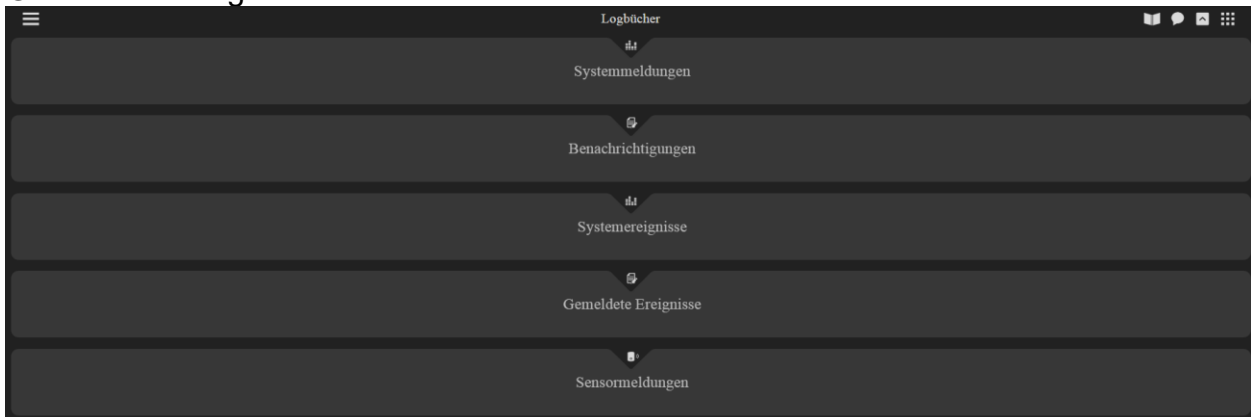 Logbücher
Systemmeldungen
Benachrichtigungen
Systemereignisse
Gemeldete Ereignisse
Sensormeldungen